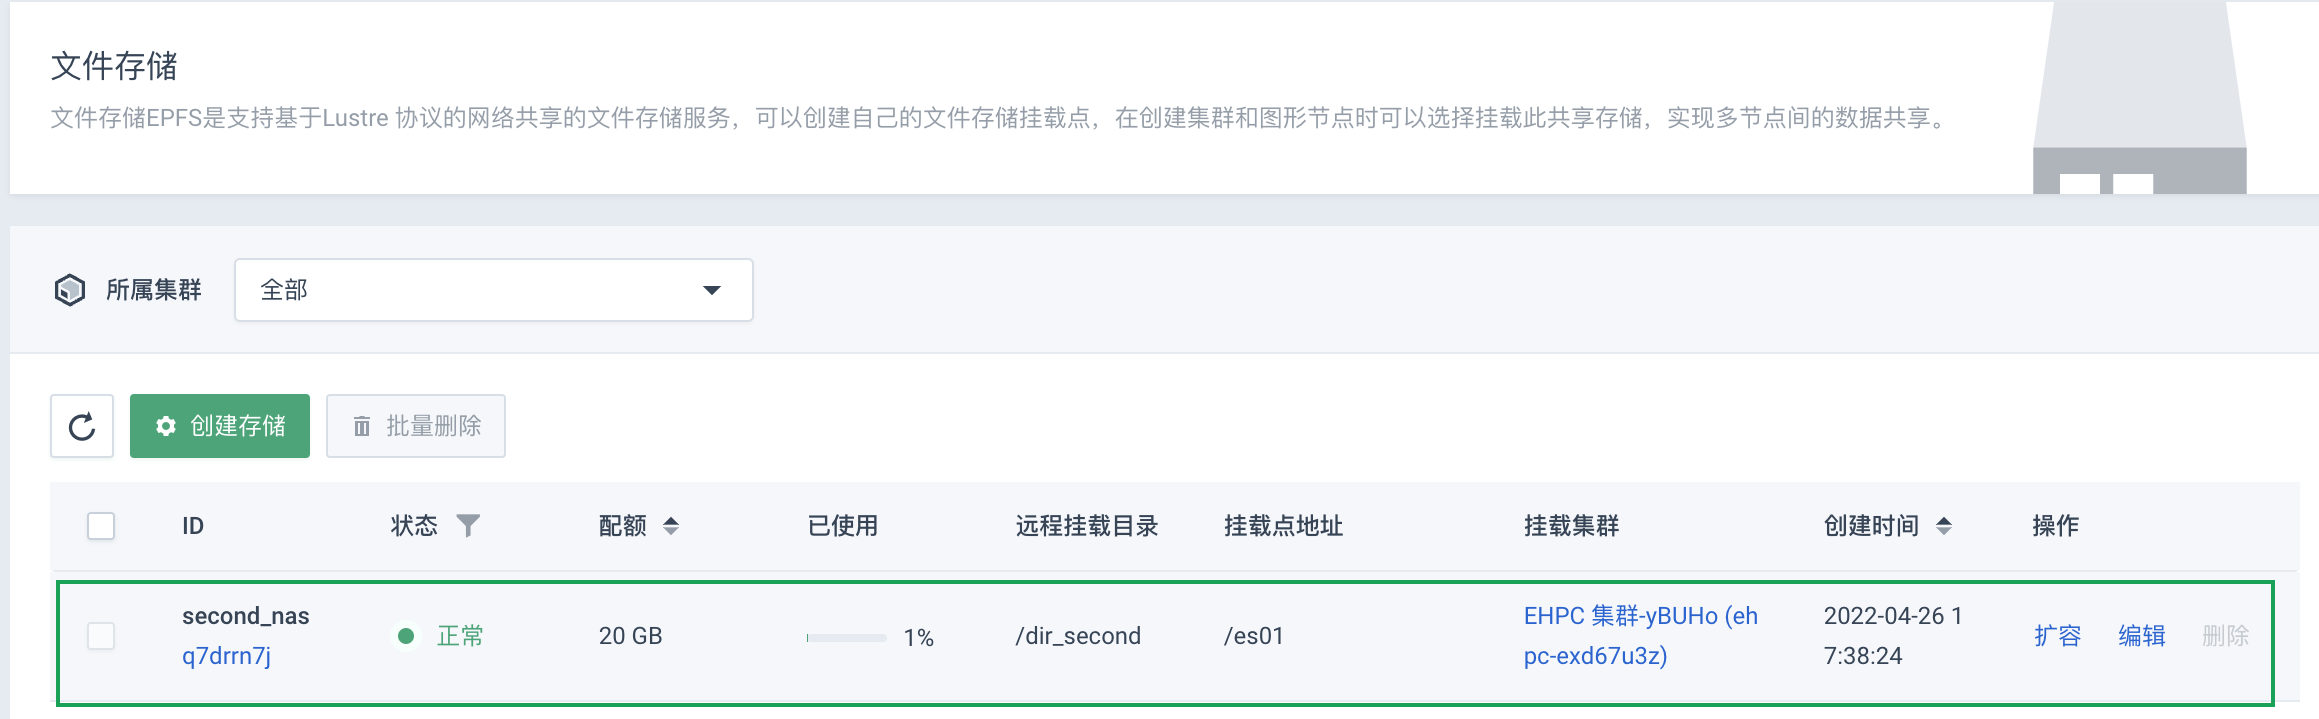 文件存储
文件存储EPFS是支持基于Lustre 协议的网络共享的文件存储服务，可以创建自己的文件存储挂载点，在创建集群和图形节点时可以选择挂载此共享存储，实现多节点间的数据共享。
所属集群 全部
创建存储 批量删除
ID 状态 配额 已使用 远程挂载目录 挂载点地址 挂载集群 创建时间 操作
second_nas EHPC 集群-yBUHo (eh 2022-04-26 1
正常 20 GB 1% /dir_second /es01 扩容 编辑 删除
q7drrn7j pc-exd67u3z) 7:38:24